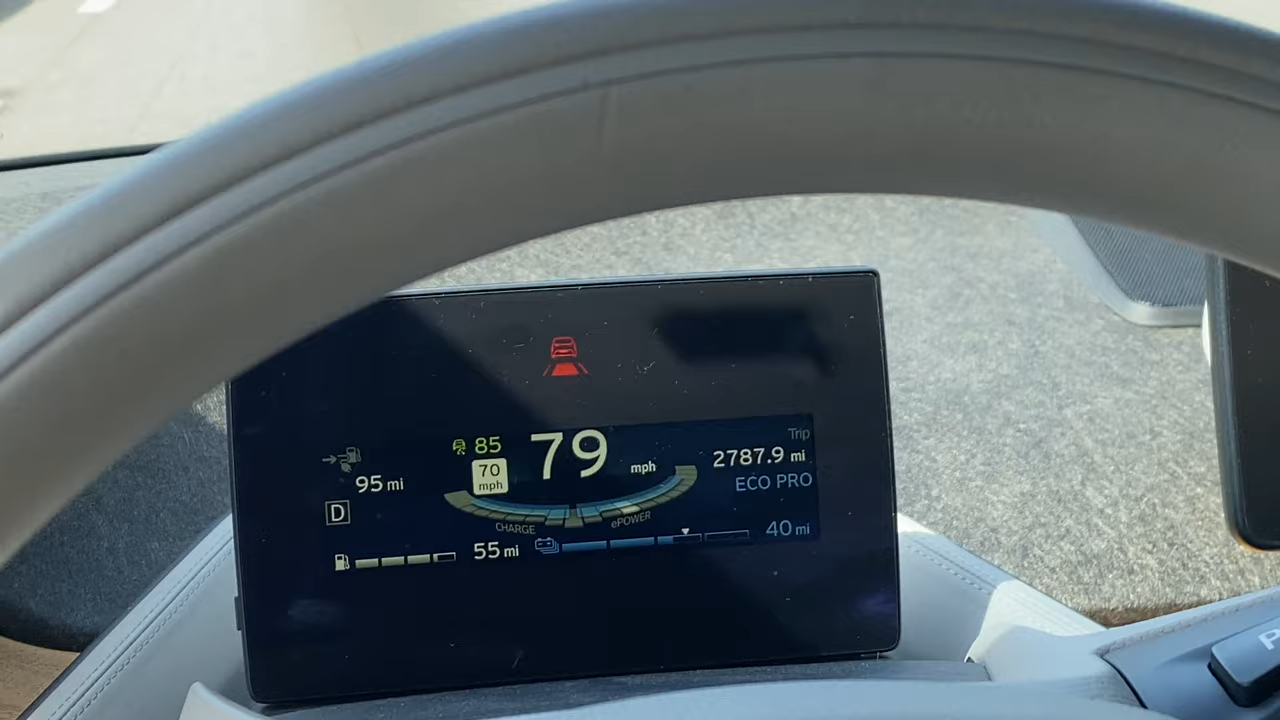 85
79
mph
70
mph
Trip
2787.9 mi
ECO PRO
95 mi
D
CHARGE
ePOWER
55 mi
40 mi
P